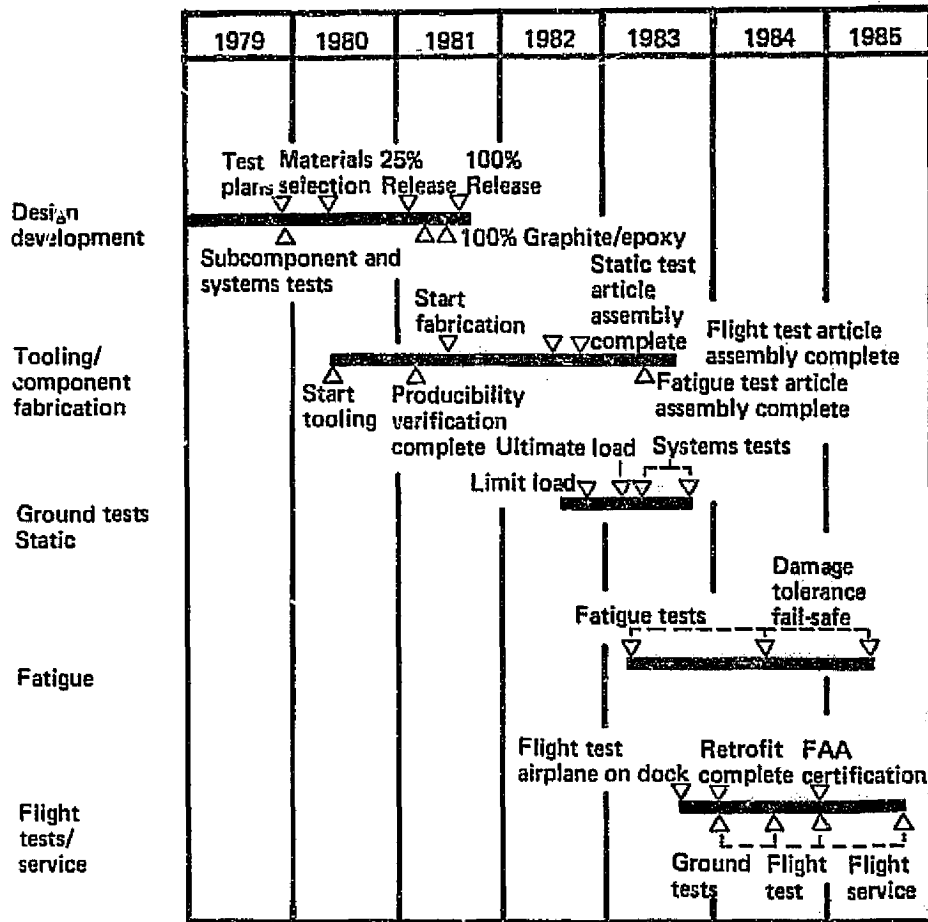 1979 1980 1981 1982 1983 1984 1985
Test Materials 25% 100%
plans selection Release Release
Design
development
100% Graphite/epoxy
Subcomponent and
systems tests
Static test
article
assembly
complete
Start
fabrication
Flight test article
assembly complete
Tooling/
component
fabrication
Start
tooling
Producibility
verification
complete
Fatigue test article
assembly complete
Ultimate load
Systems tests
Limit load
Ground tests
Static
Damage
tolerance
fail-safe
Fatigue tests
Fatigue
Flight test
airplane on dock
Retrofit
complete
FAA
certification
Flight
tests/
service
Ground
tests
Flight
test
Flight
service